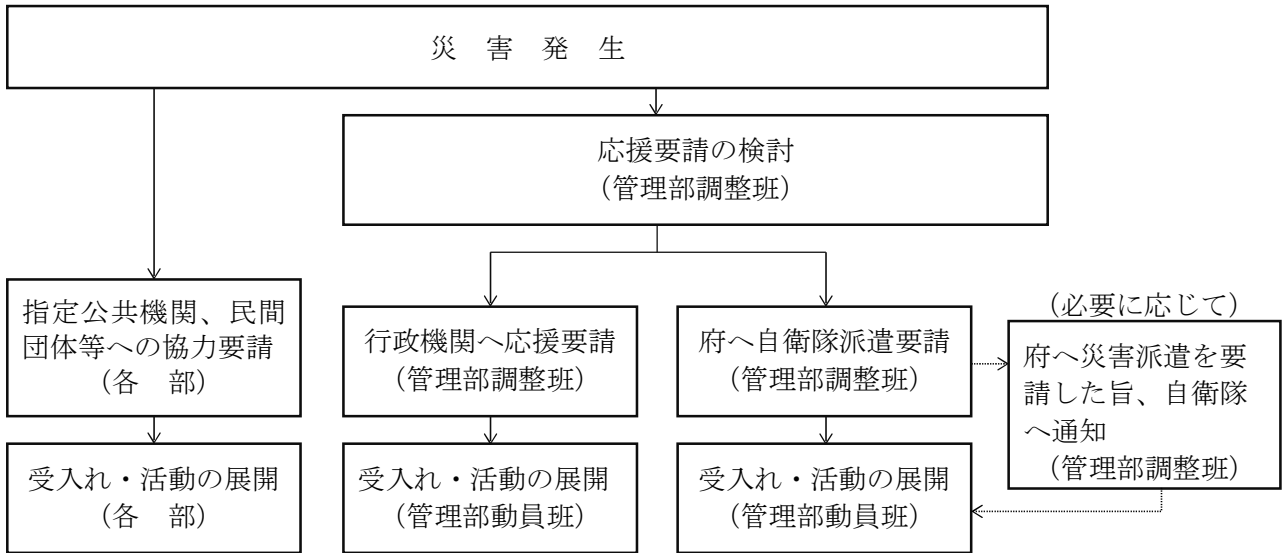 災 害 発 生
応援要請の検討
（管理部調整班）
指定公共機関、民間
団体等への協力要請
（各 部）
行政機関へ応援要請
（管理部調整班）
府へ自衛隊派遣要請
（管理部調整班）
（必要に応じて）
府へ災害派遣を要
請した旨、自衛隊
へ通知
（管理部調整班）
受入れ・活動の展開
（各 部）
受入れ・活動の展開
（管理部動員班）
受入れ・活動の展開
（管理部動員班）